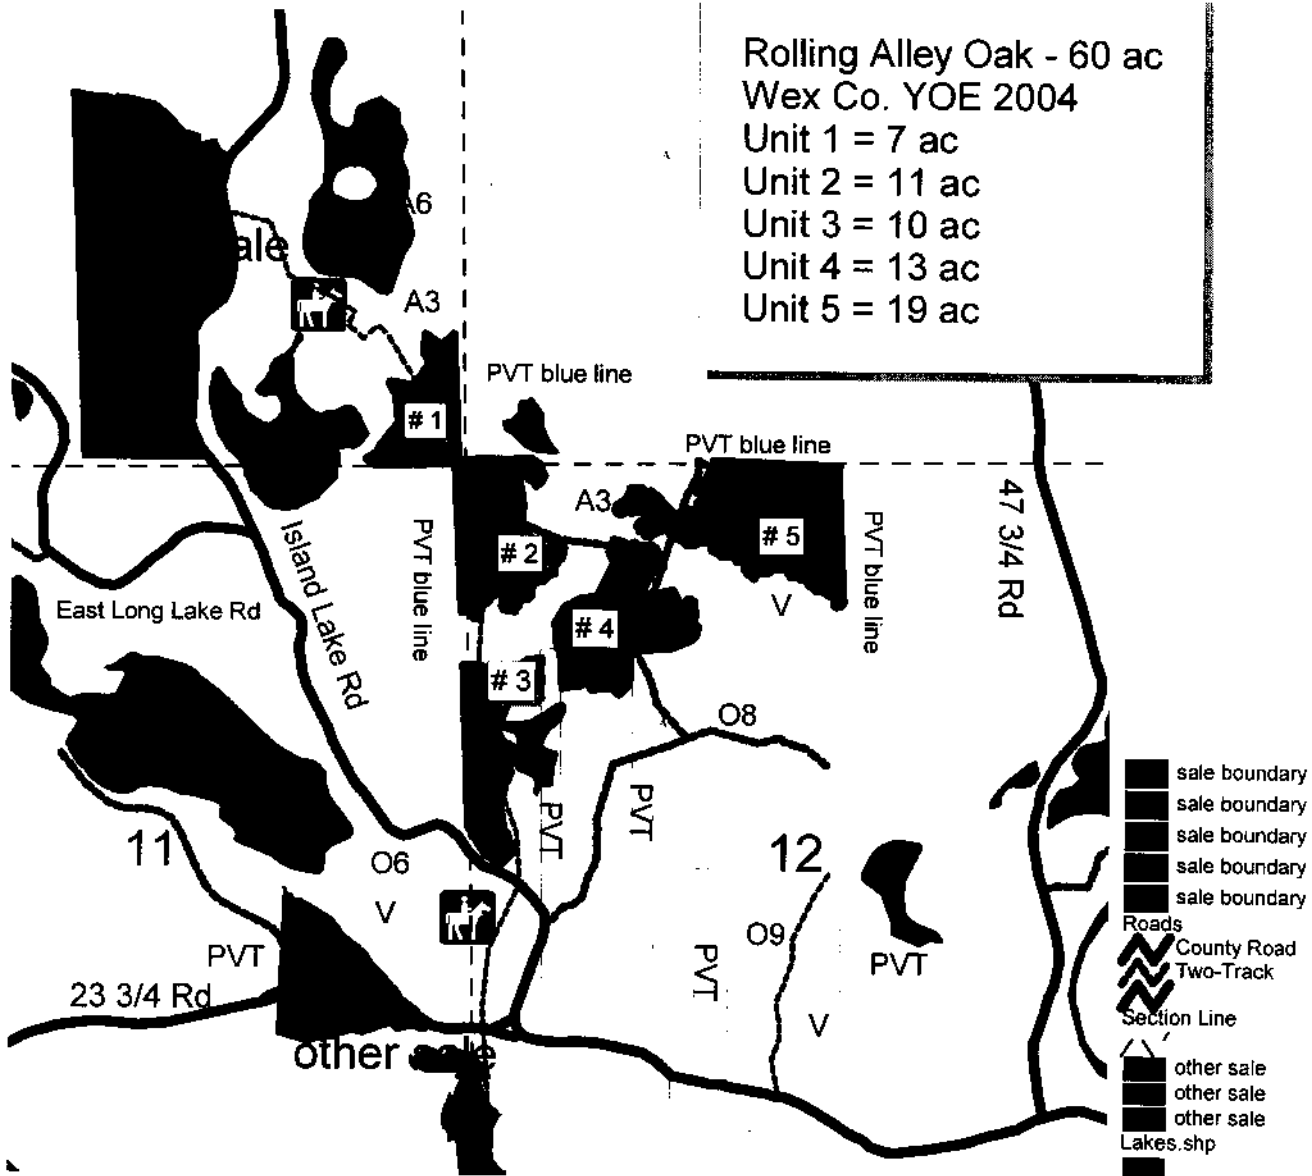 Rolling Alley Oak - 60 ac
Wex Co. YOE 2004
Unit 1 = 7 ac
Unit 2 = 11 ac
Unit 3 = 10 ac
Unit 4 = 13 ac
Unit 5 = 19 ac
A6
ale
A3
PVT blue line
# 1
PVT blue line
A3
# 5
# 2
47 3/4 Rd
PVT blue line
PVT blue line
Island Lake Rd
East Long Lake Rd
V
# 4
# 3
O8
PVT
PVT
11
O6
12
V
O9
PVT
PVT
PVT
23 3/4 Rd
V
other sale
sale boundary
sale boundary
sale boundary
sale boundary
sale boundary
Roads
County Road
Two-Track
Section Line
other sale
other sale
other sale
Lakes.shp